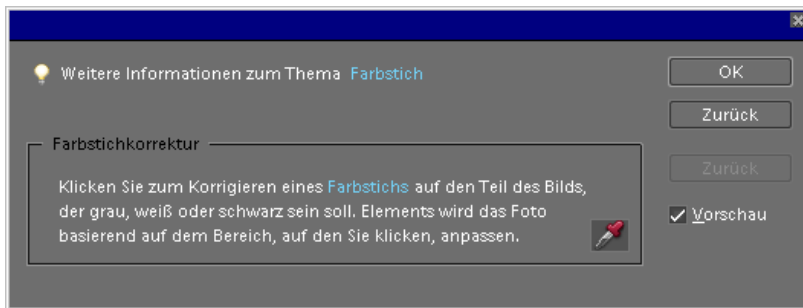 Weitere Informationen zum Thema Farbstich
OK
Zurück
Farbstichkorrektur
Zurück
Klicken Sie zum Korrigieren eines Farbstichs auf den Teil des Bilds,
der grau, weiß oder schwarz sein soll. Elements wird das Foto
basierend auf dem Bereich, auf den Sie klicken, anpassen.
Vorschau